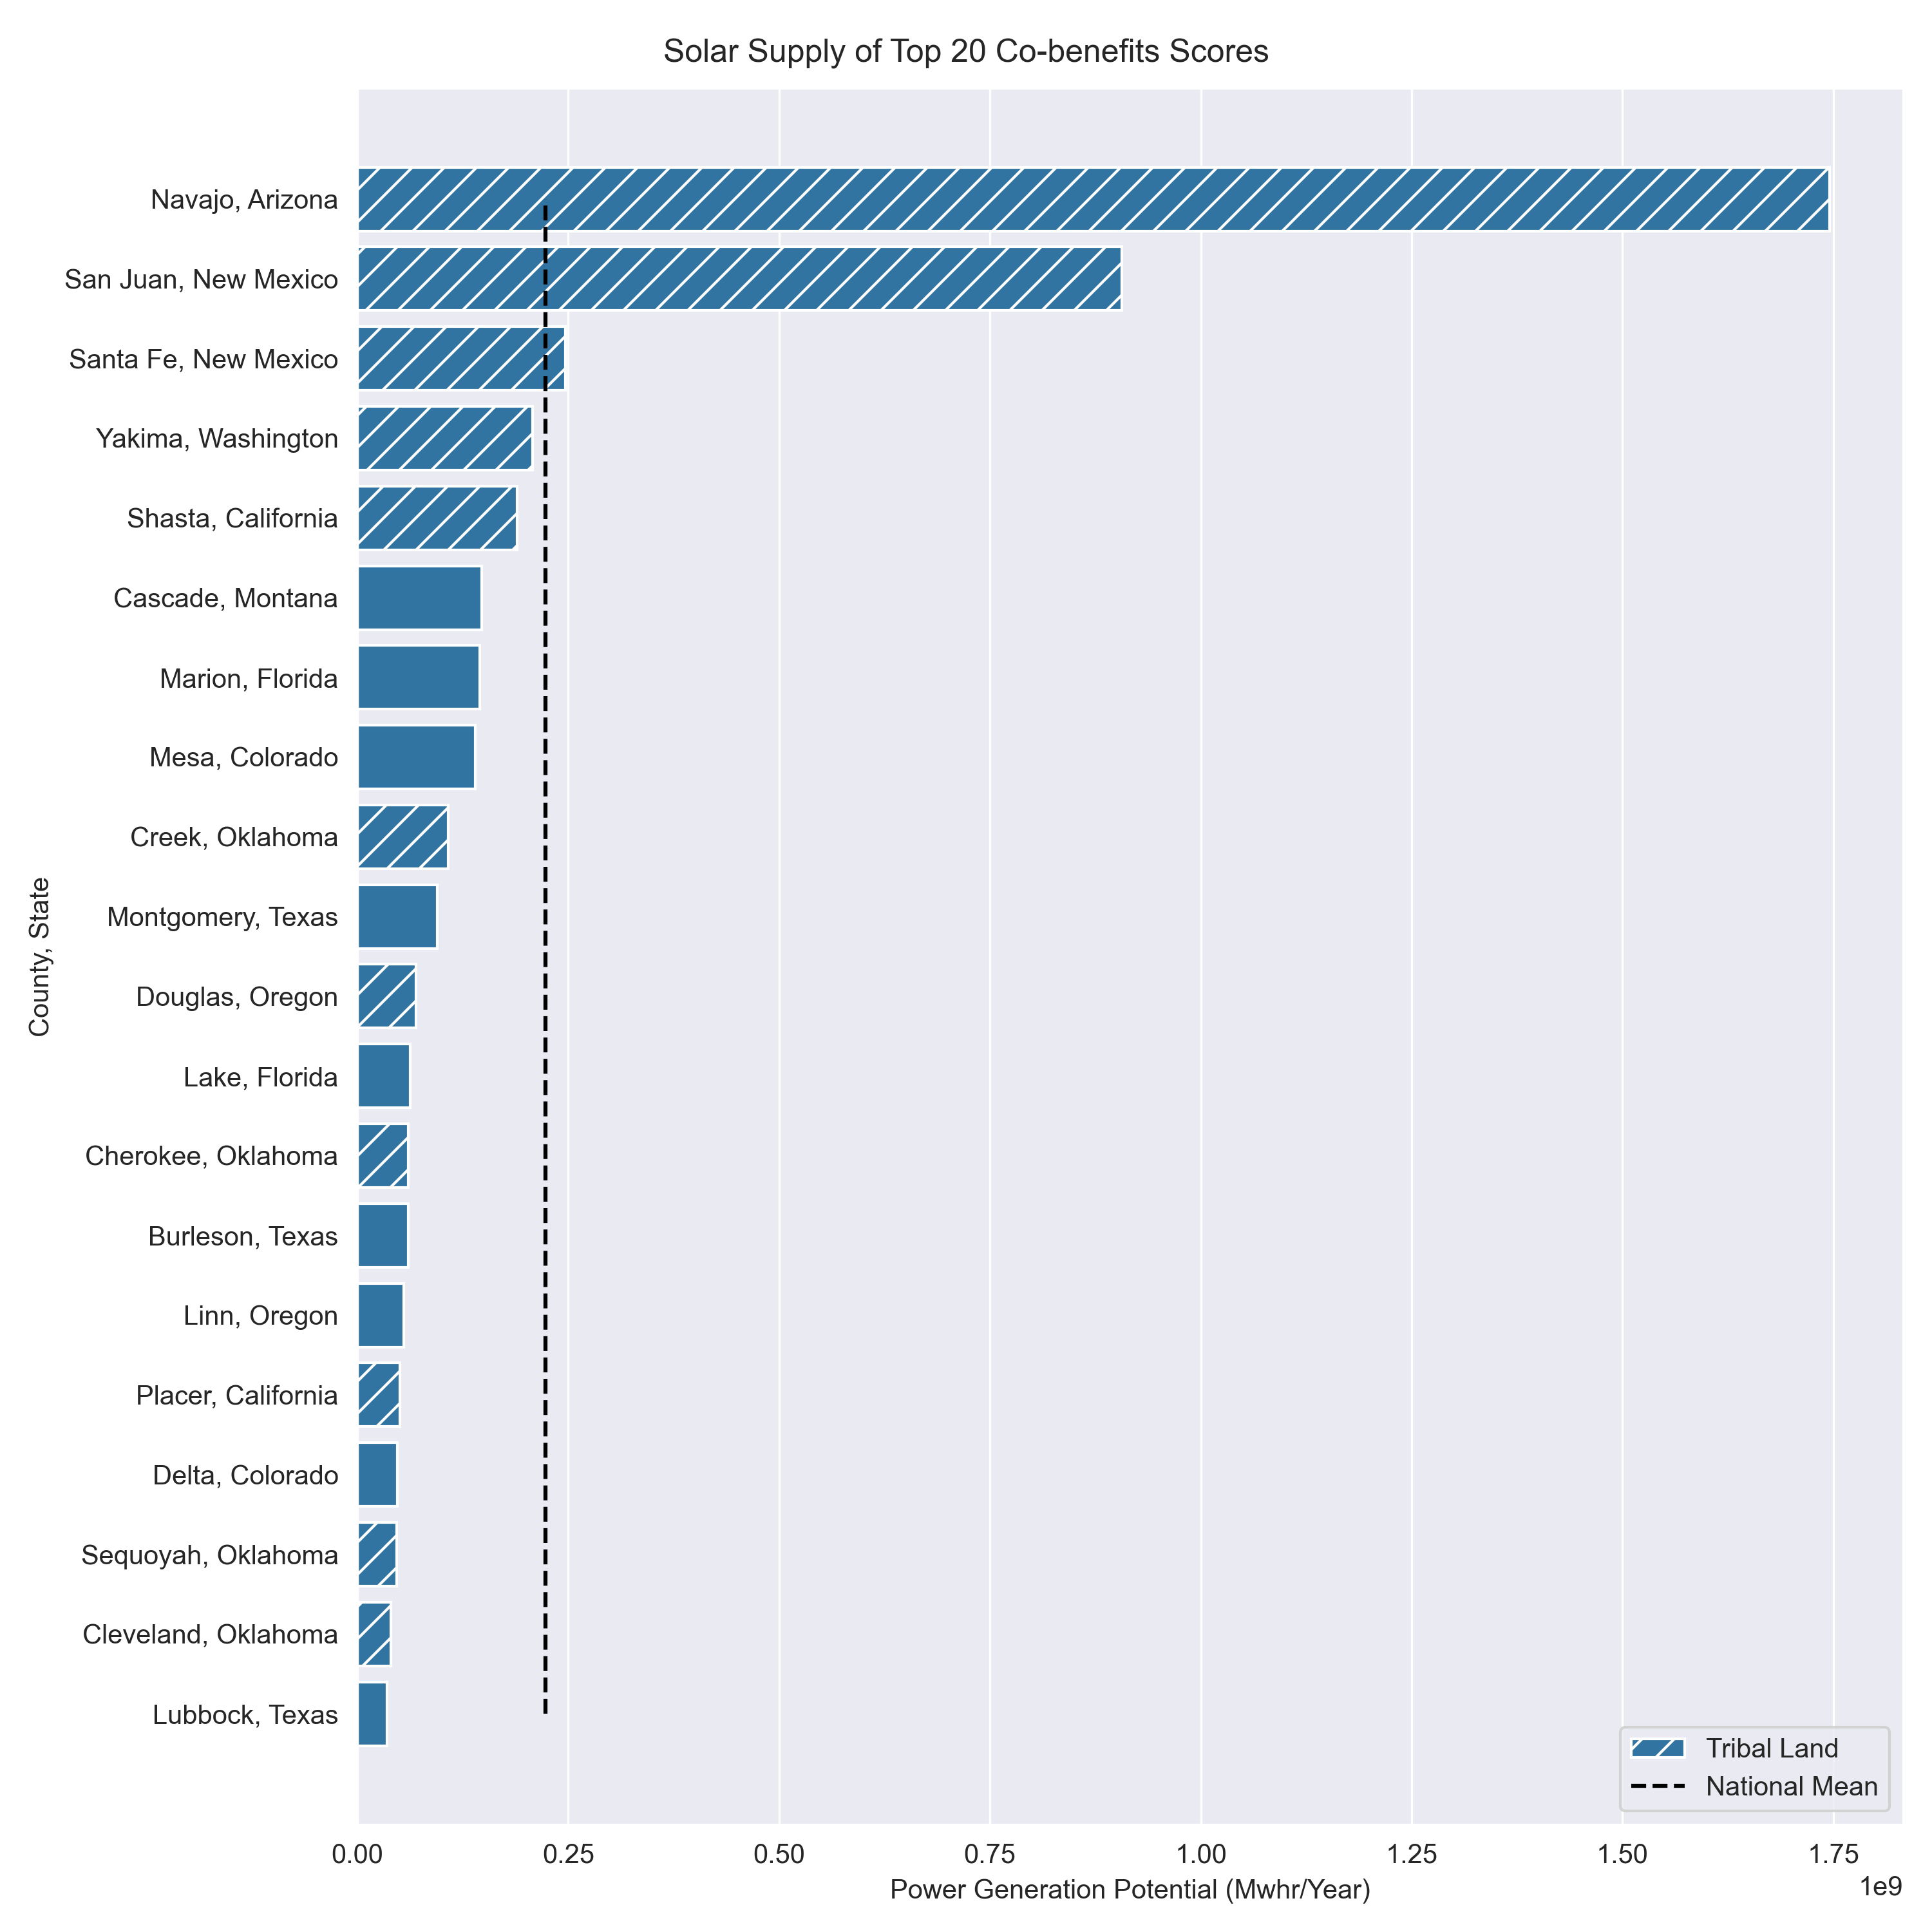 Solar Supply of Top 20 Co-benefits Scores
County, State
Navajo, Arizona
San Juan, New Mexico
Santa Fe, New Mexico
Yakima, Washington
Shasta, California
Cascade, Montana
Marion, Florida
Mesa, Colorado
Creek, Oklahoma
Montgomery, Texas
Douglas, Oregon
Lake, Florida
Cherokee, Oklahoma
Burleson, Texas
Linn, Oregon
Placer, California
Delta, Colorado
Sequoyah, Oklahoma
Cleveland, Oklahoma
Lubbock, Texas
Tribal Land
National Mean
0.00 0.25 0.50 0.75 1.00 1.25 1.50 1.75
Power Generation Potential (Mwhr/Year)
1e9